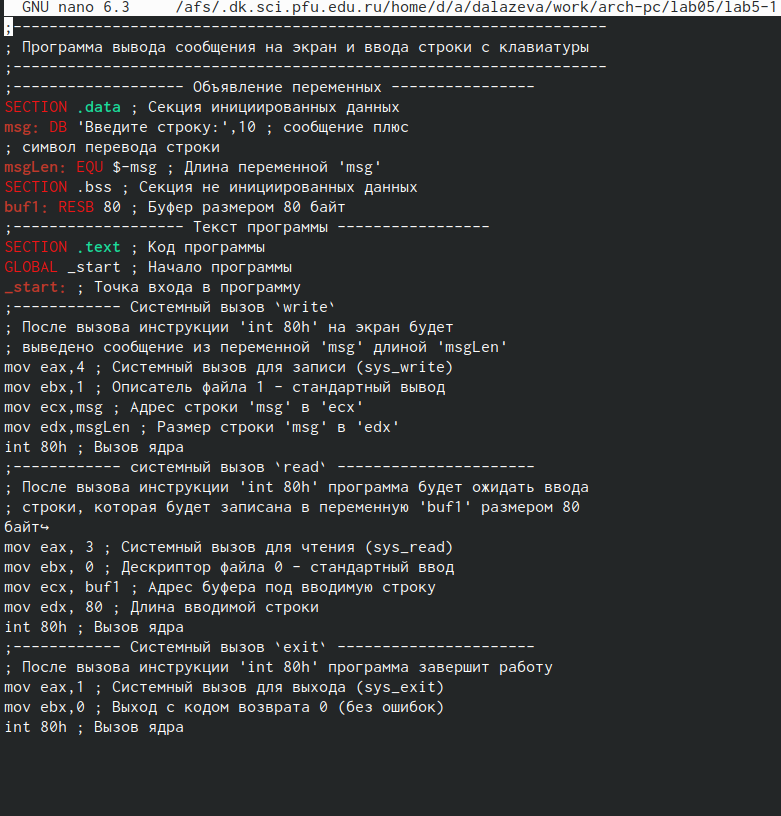 GNU nano 6.3 /afs/.dk.sci.pfu.edu.ru/home/d/a/dalazeva/work/arch-pc/lab05/lab5-1
;------------------------------------------------------------------
; Программа вывода сообщения на экран и ввода строки с клавиатуры
;------------------------------------------------------------------
;------------------- Объявление переменных ----------------
SECTION .data ; Секция инициированных данных
msg: DB 'Введите строку:',10 ; сообщение плюс
; символ перевода строки
msgLen: EQU $-msg ; Длина переменной 'msg'
SECTION .bss ; Секция не инициированных данных
buf1: RESB 80 ; Буфер размером 80 байт
;------------------- Текст программы -----------------
SECTION .text ; Код программы
GLOBAL _start ; Начало программы
_start: ; Точка входа в программу
;------------ Системный вызов `write`
; После вызова инструкции 'int 80h' на экран будет
; выведено сообщение из переменной 'msg' длиной 'msgLen'
mov eax,4 ; Системный вызов для записи (sys_write)
mov ebx,1 ; Описатель файла 1 - стандартный вывод
mov ecx,msg ; Адрес строки 'msg' в 'ecx'
mov edx,msgLen ; Размер строки 'msg' в 'edx'
int 80h ; Вызов ядра
;------------ системный вызов `read` ----------------------
; После вызова инструкции 'int 80h' программа будет ожидать ввода
; строки, которая будет записана в переменную 'buf1' размером 80
байт↪
mov eax, 3 ; Системный вызов для чтения (sys_read)
mov ebx, 0 ; Дескриптор файла 0 - стандартный ввод
mov ecx, buf1 ; Адрес буфера под вводимую строку
mov edx, 80 ; Длина вводимой строки
int 80h ; Вызов ядра
;------------ Системный вызов `exit` ----------------------
; После вызова инструкции 'int 80h' программа завершит работу
mov eax,1 ; Системный вызов для выхода (sys_exit)
mov ebx,0 ; Выход с кодом возврата 0 (без ошибок)
int 80h ; Вызов ядра